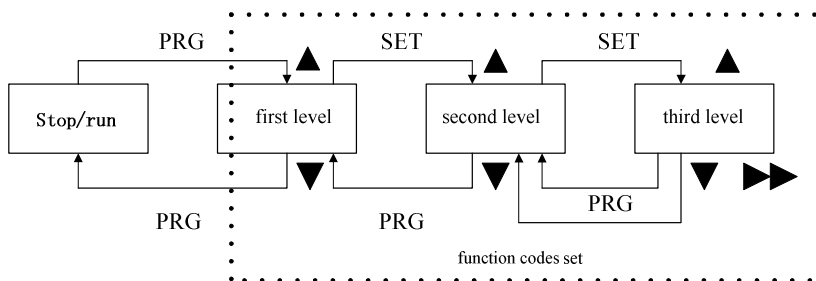 PRG
SET
SET
Stop/run
first level
second level
third level
PRG
PRG
PRG
function codes set